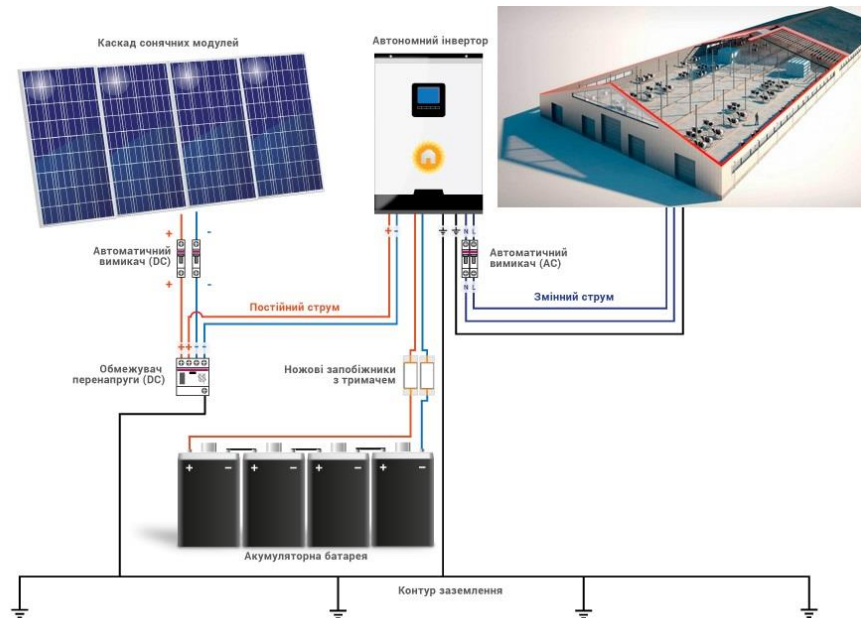 Каскад сонячних модулей
Автономний інвертор
+ -
Автоматичний
вимикач (DC)
+ -
+ -
N L
Автоматичний
вимикач (AC)
N L
Постійний струм
Змінний струм
+ + - -
Обмежувач
перенапруги (DC)
Ножові запобіжники
з тримачем
+ - + - + - + -
Акумуляторна батарея
Контур заземлення